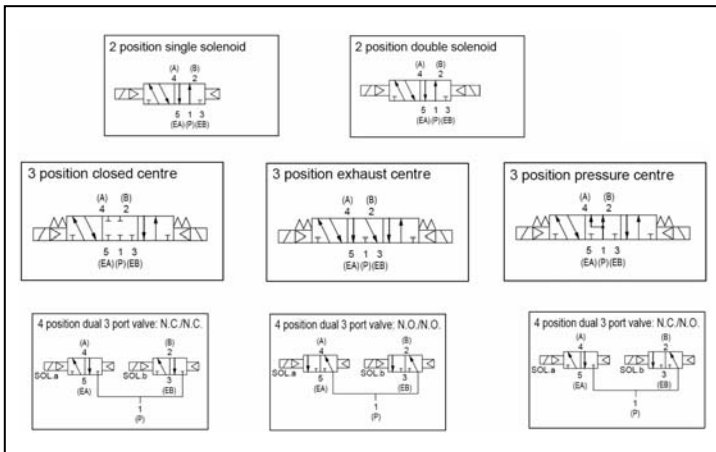 2 position single solenoid
(A) (B)
4 2
5 1 3
(EA) (P)(EB)
2 position double solenoid
(A) (B)
4 2
5 1 3
(EA) (P)(EB)
3 position closed centre
(A) (B)
4 2
5 1 3
(EA)(P)(EB)
3 position exhaust centre
(A) (B)
4 2
5 1 3
(EA)(P)(EB)
3 position pressure centre
(A) (B)
4 2
5 1 3
(EA)(P)(EB)
4 position dual 3 port valve: N.C./N.C.
(A) (B)
4 2
SOL.a SOL.b
5 3
(EA) (EB)
1
(P)
4 position dual 3 port valve: N.O./N.O.
(A) (B)
4 2
SOL.a SOL.b
5 3
(EA) (EB)
1
(P)
4 position dual 3 port valve: N.C./N.O.
(A) (B)
4 2
SOL.a SOL.b
5 3
(EA) (EB)
1
(P)